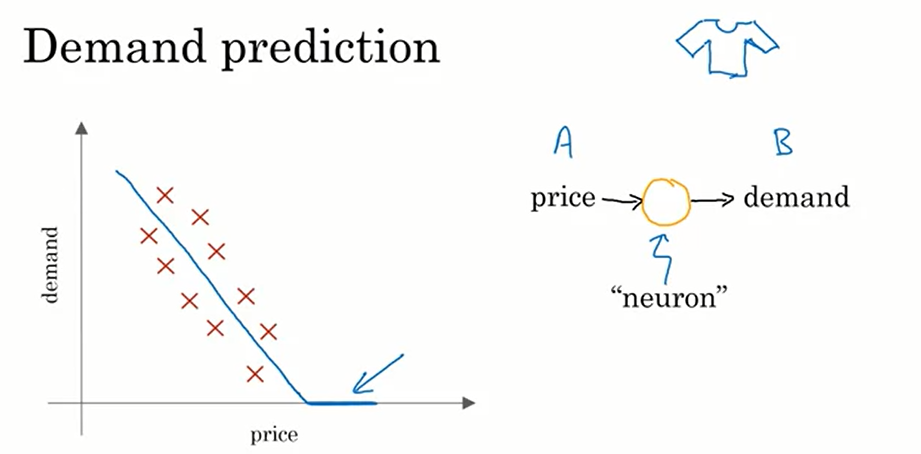 Demand prediction
A
B
price
demand
“neuron”
demand
price